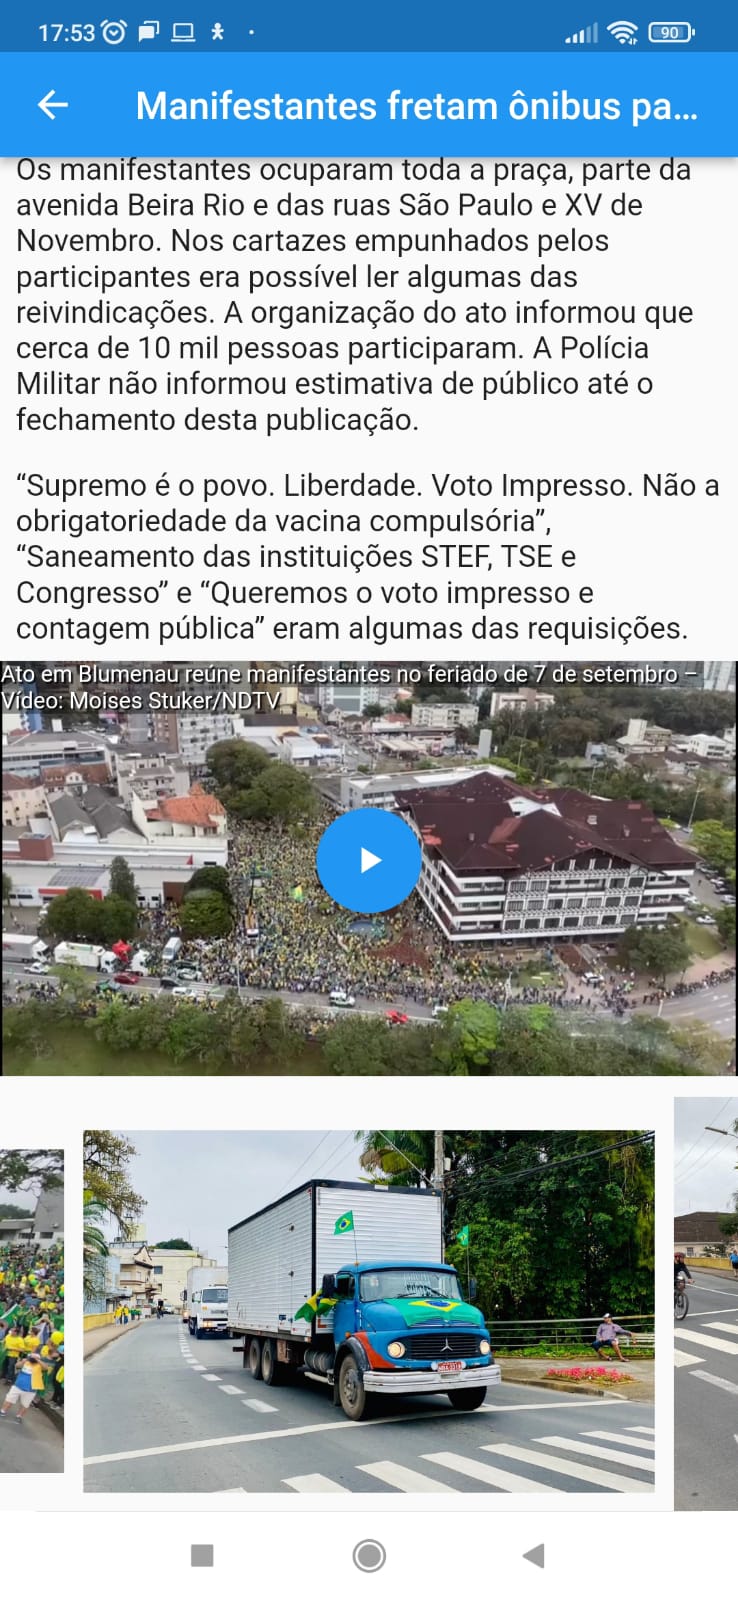 17:53
90
Manifestantes fretam ônibus pa...
Os manifestantes ocuparam toda a praça, parte da
avenida Beira Rio e das ruas São Paulo e XV de
Novembro. Nos cartazes empunhados pelos
participantes era possível ler algumas das
reivindicações. A organização do ato informou que
cerca de 10 mil pessoas participaram. A Polícia
Militar não informou estimativa de público até o
fechamento desta publicação.
“Supremo é o povo. Liberdade. Voto Impresso. Não a
obrigatoriedade da vacina compulsória”,
“Saneamento das instituições STEF, TSE e
Congresso” e “Queremos o voto impresso e
contagem pública” eram algumas das requisições.
Ato em Blumenau reúne manifestantes no feriado de 7 de setembro –
Vídeo: Moises Stuker/NDTV